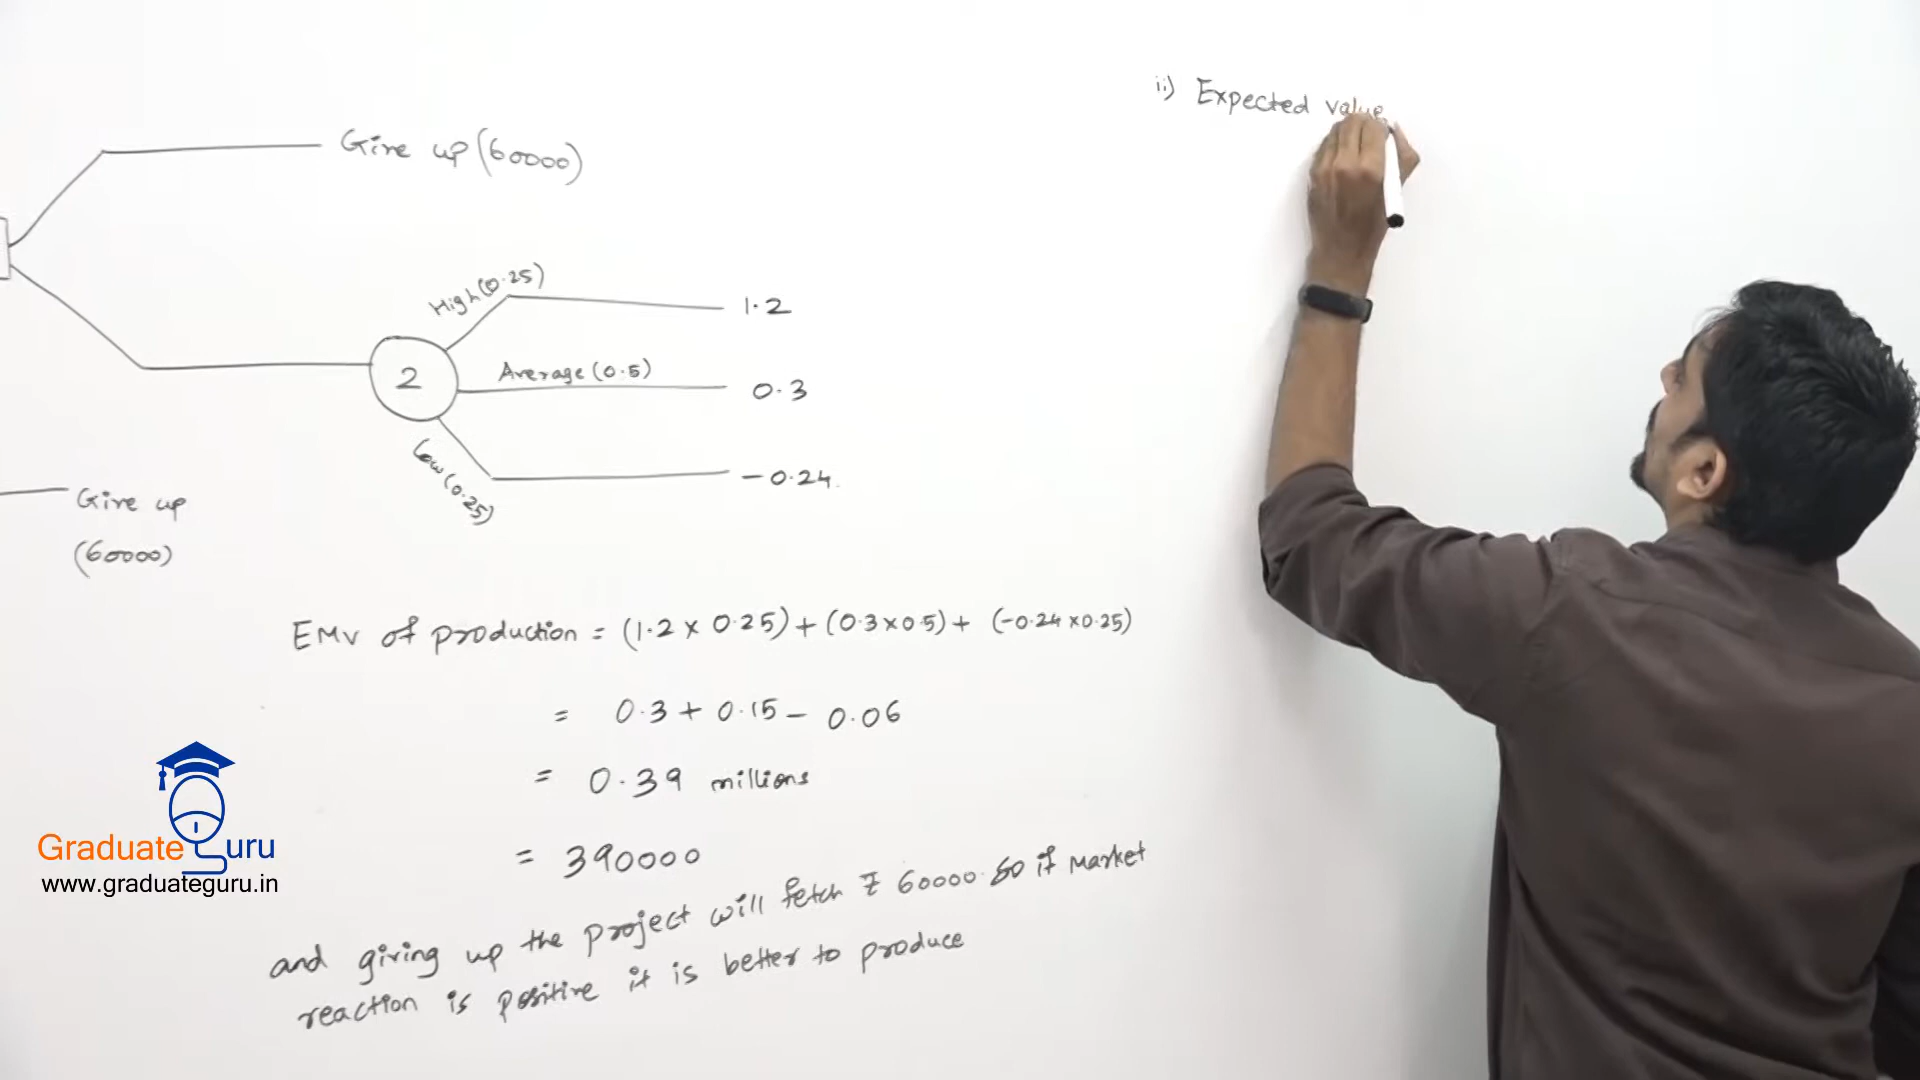 ii) Expected value
Give up (60000)
High (0.25)
1.2
2
Average (0.5)
0.3
Low (0.25)
-0.24
Give up
(60000)
EMV of production = (1.2 x 0.25) + (0.3 x 0.5) + (-0.24 x 0.25)
= 0.3 + 0.15 - 0.06
= 0.39 millions
= 390000
and giving up the project will fetch ₹ 60000. so if market
reaction is positive it is better to produce
Graduate Guru
www.graduateguru.in